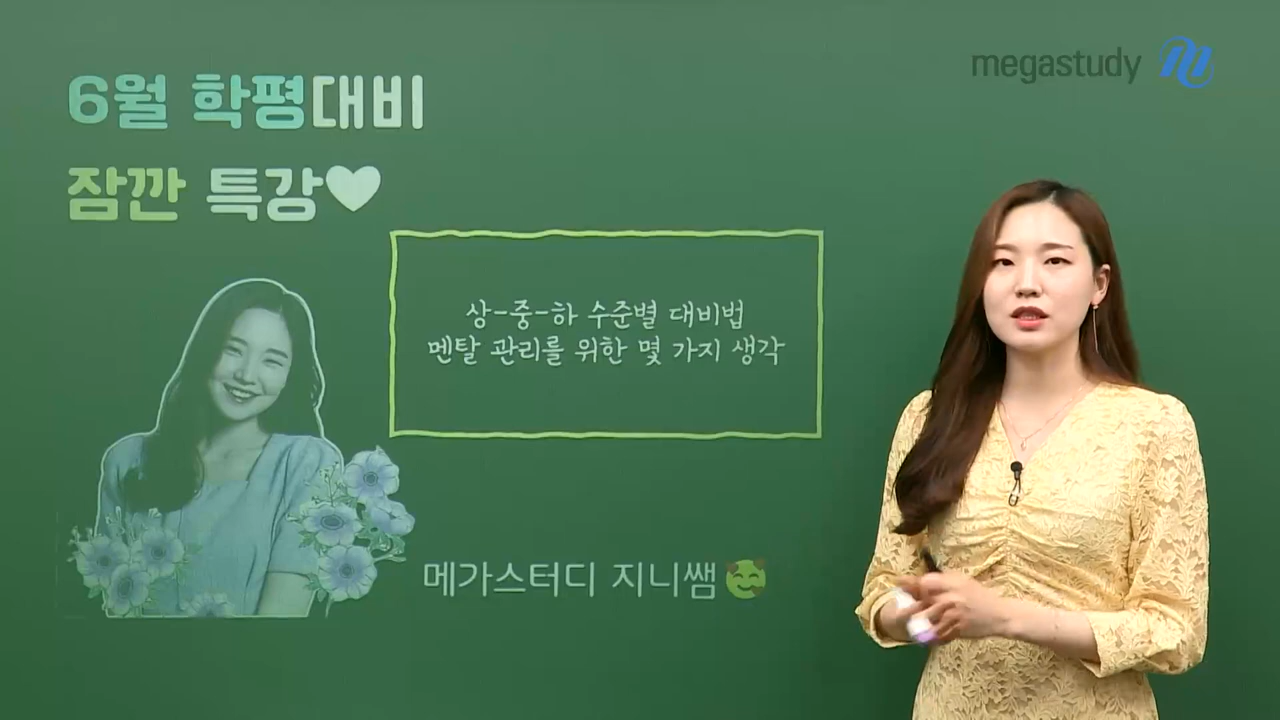 megastudy
6월 학평대비
잠깐 특강♥
상-중-하 수준별 대비법
멘탈 관리를 위한 몇 가지 생각
메가스터디 지니쌤🥰